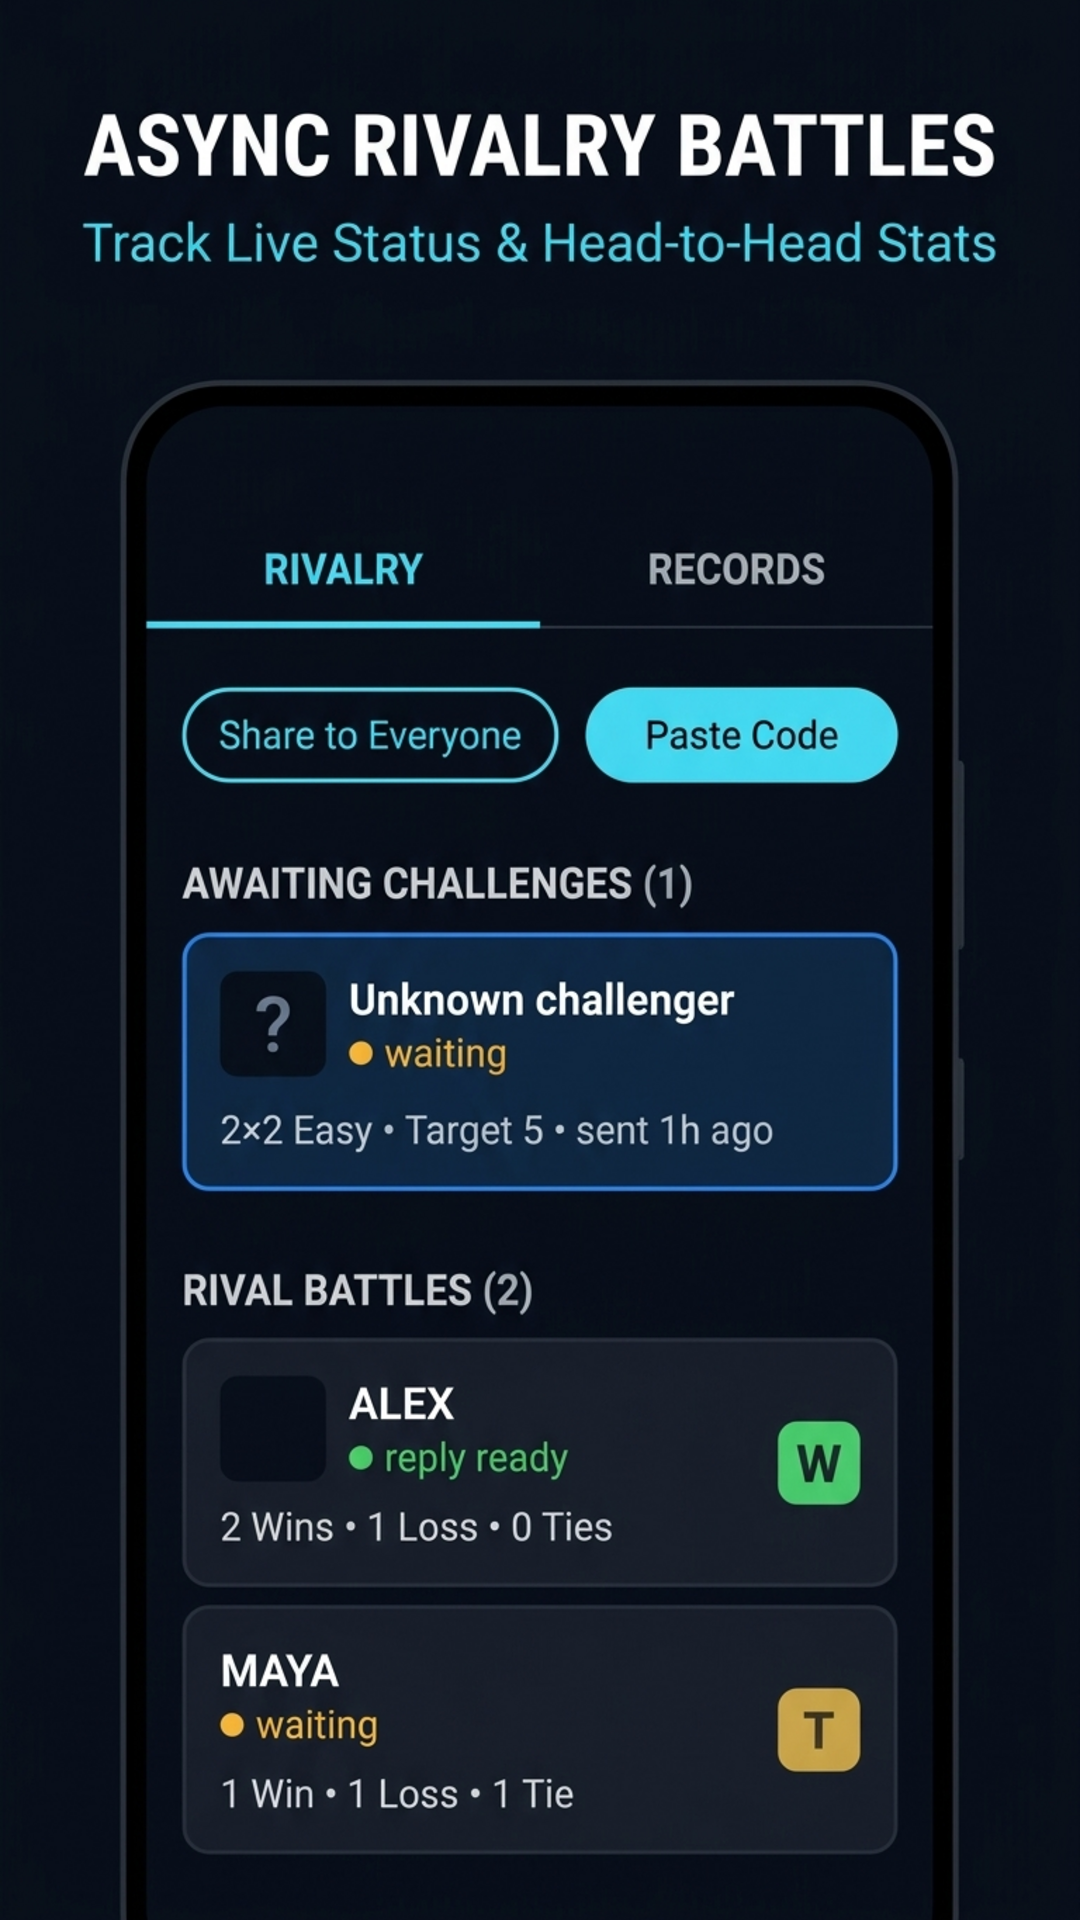 ASYNC RIVALRY BATTLES
Track Live Status & Head-to-Head Stats
RIVALRY
RECORDS
Share to Everyone
Paste Code
AWAITING CHALLENGES (1)
?
Unknown challenger
waiting
2×2 Easy • Target 5 • sent 1h ago
RIVAL BATTLES (2)
ALEX
reply ready
W
2 Wins • 1 Loss • 0 Ties
MAYA
waiting
T
1 Win • 1 Loss • 1 Tie